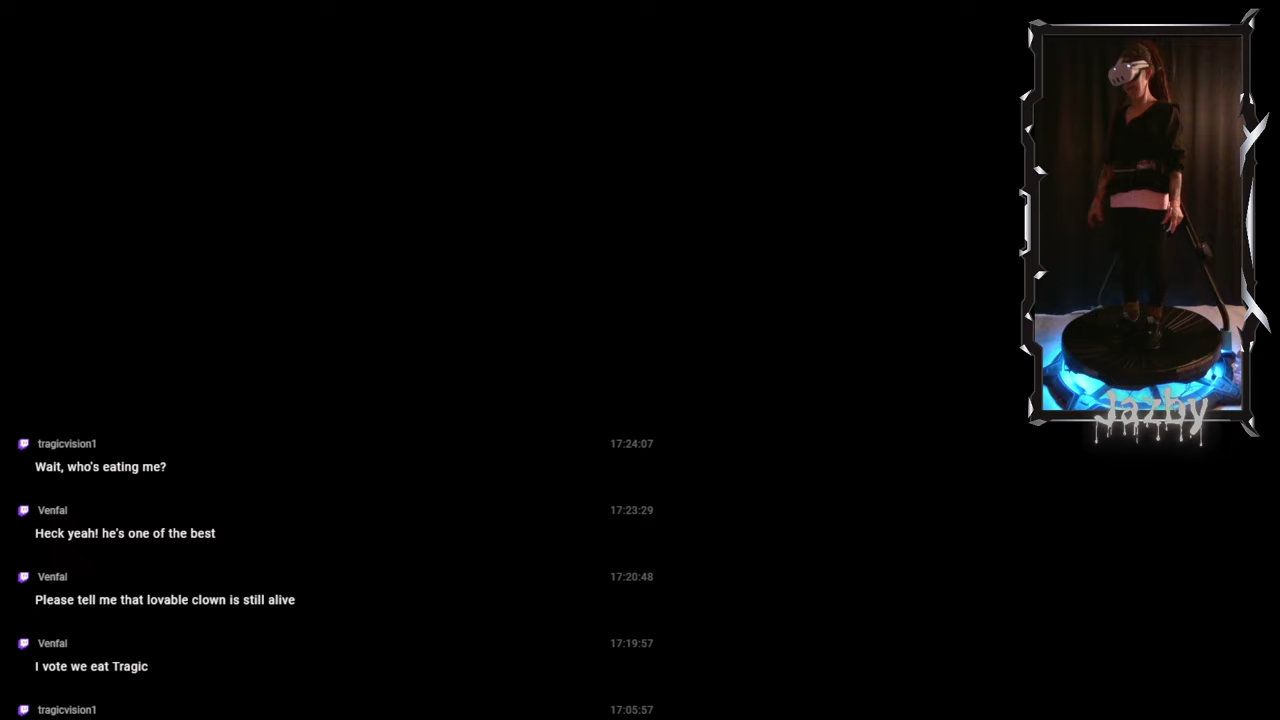 tragicvision1 17:24:07
Wait, who's eating me?
Venfal 17:23:29
Heck yeah! he's one of the best
Venfal 17:20:48
Please tell me that lovable clown is still alive
Venfal 17:19:57
I vote we eat Tragic
tragicvision1 17:05:57
Jazby